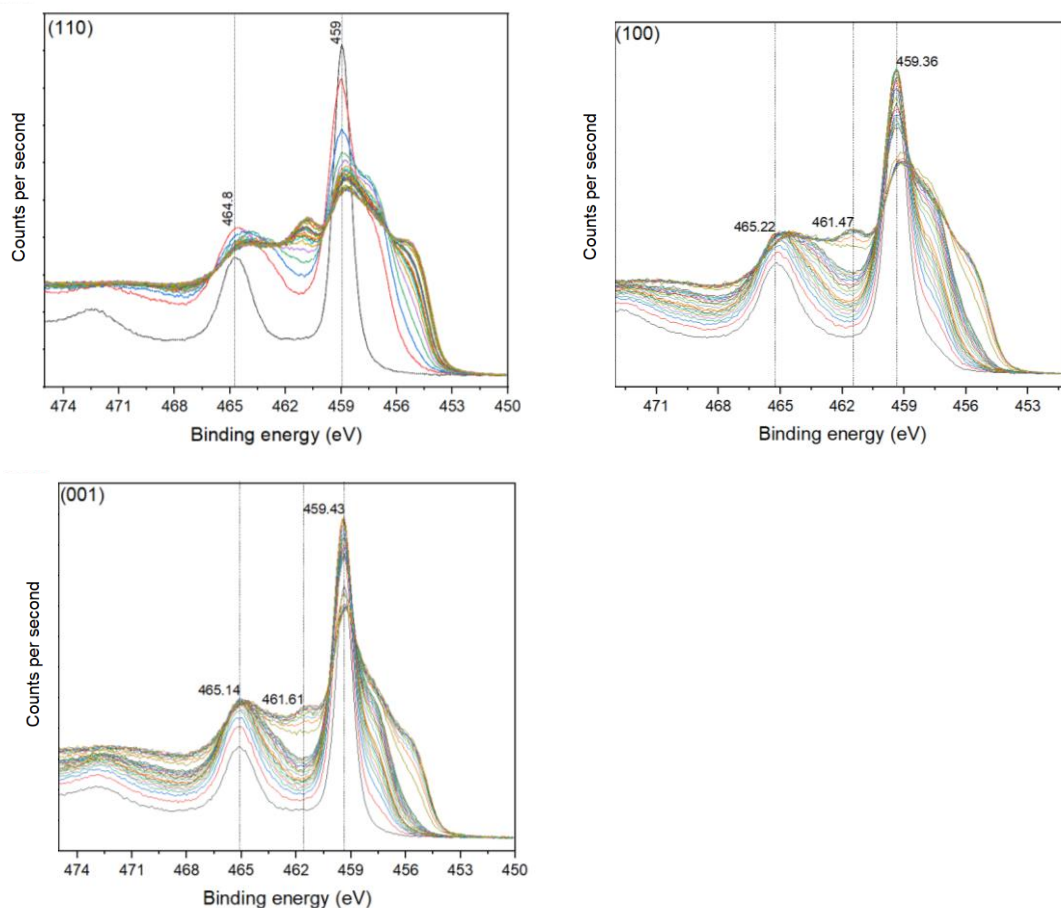 (110)
459
464.8
Counts per second
474 471 468 465 462 459 456 453 450
Binding energy (eV)
(100)
459.36
461.47
465.22
Counts per second
471 468 465 462 459 456 453
Binding energy (eV)
(001)
459.43
465.14
461.61
Counts per second
474 471 468 465 462 459 456 453 450
Binding energy (eV)